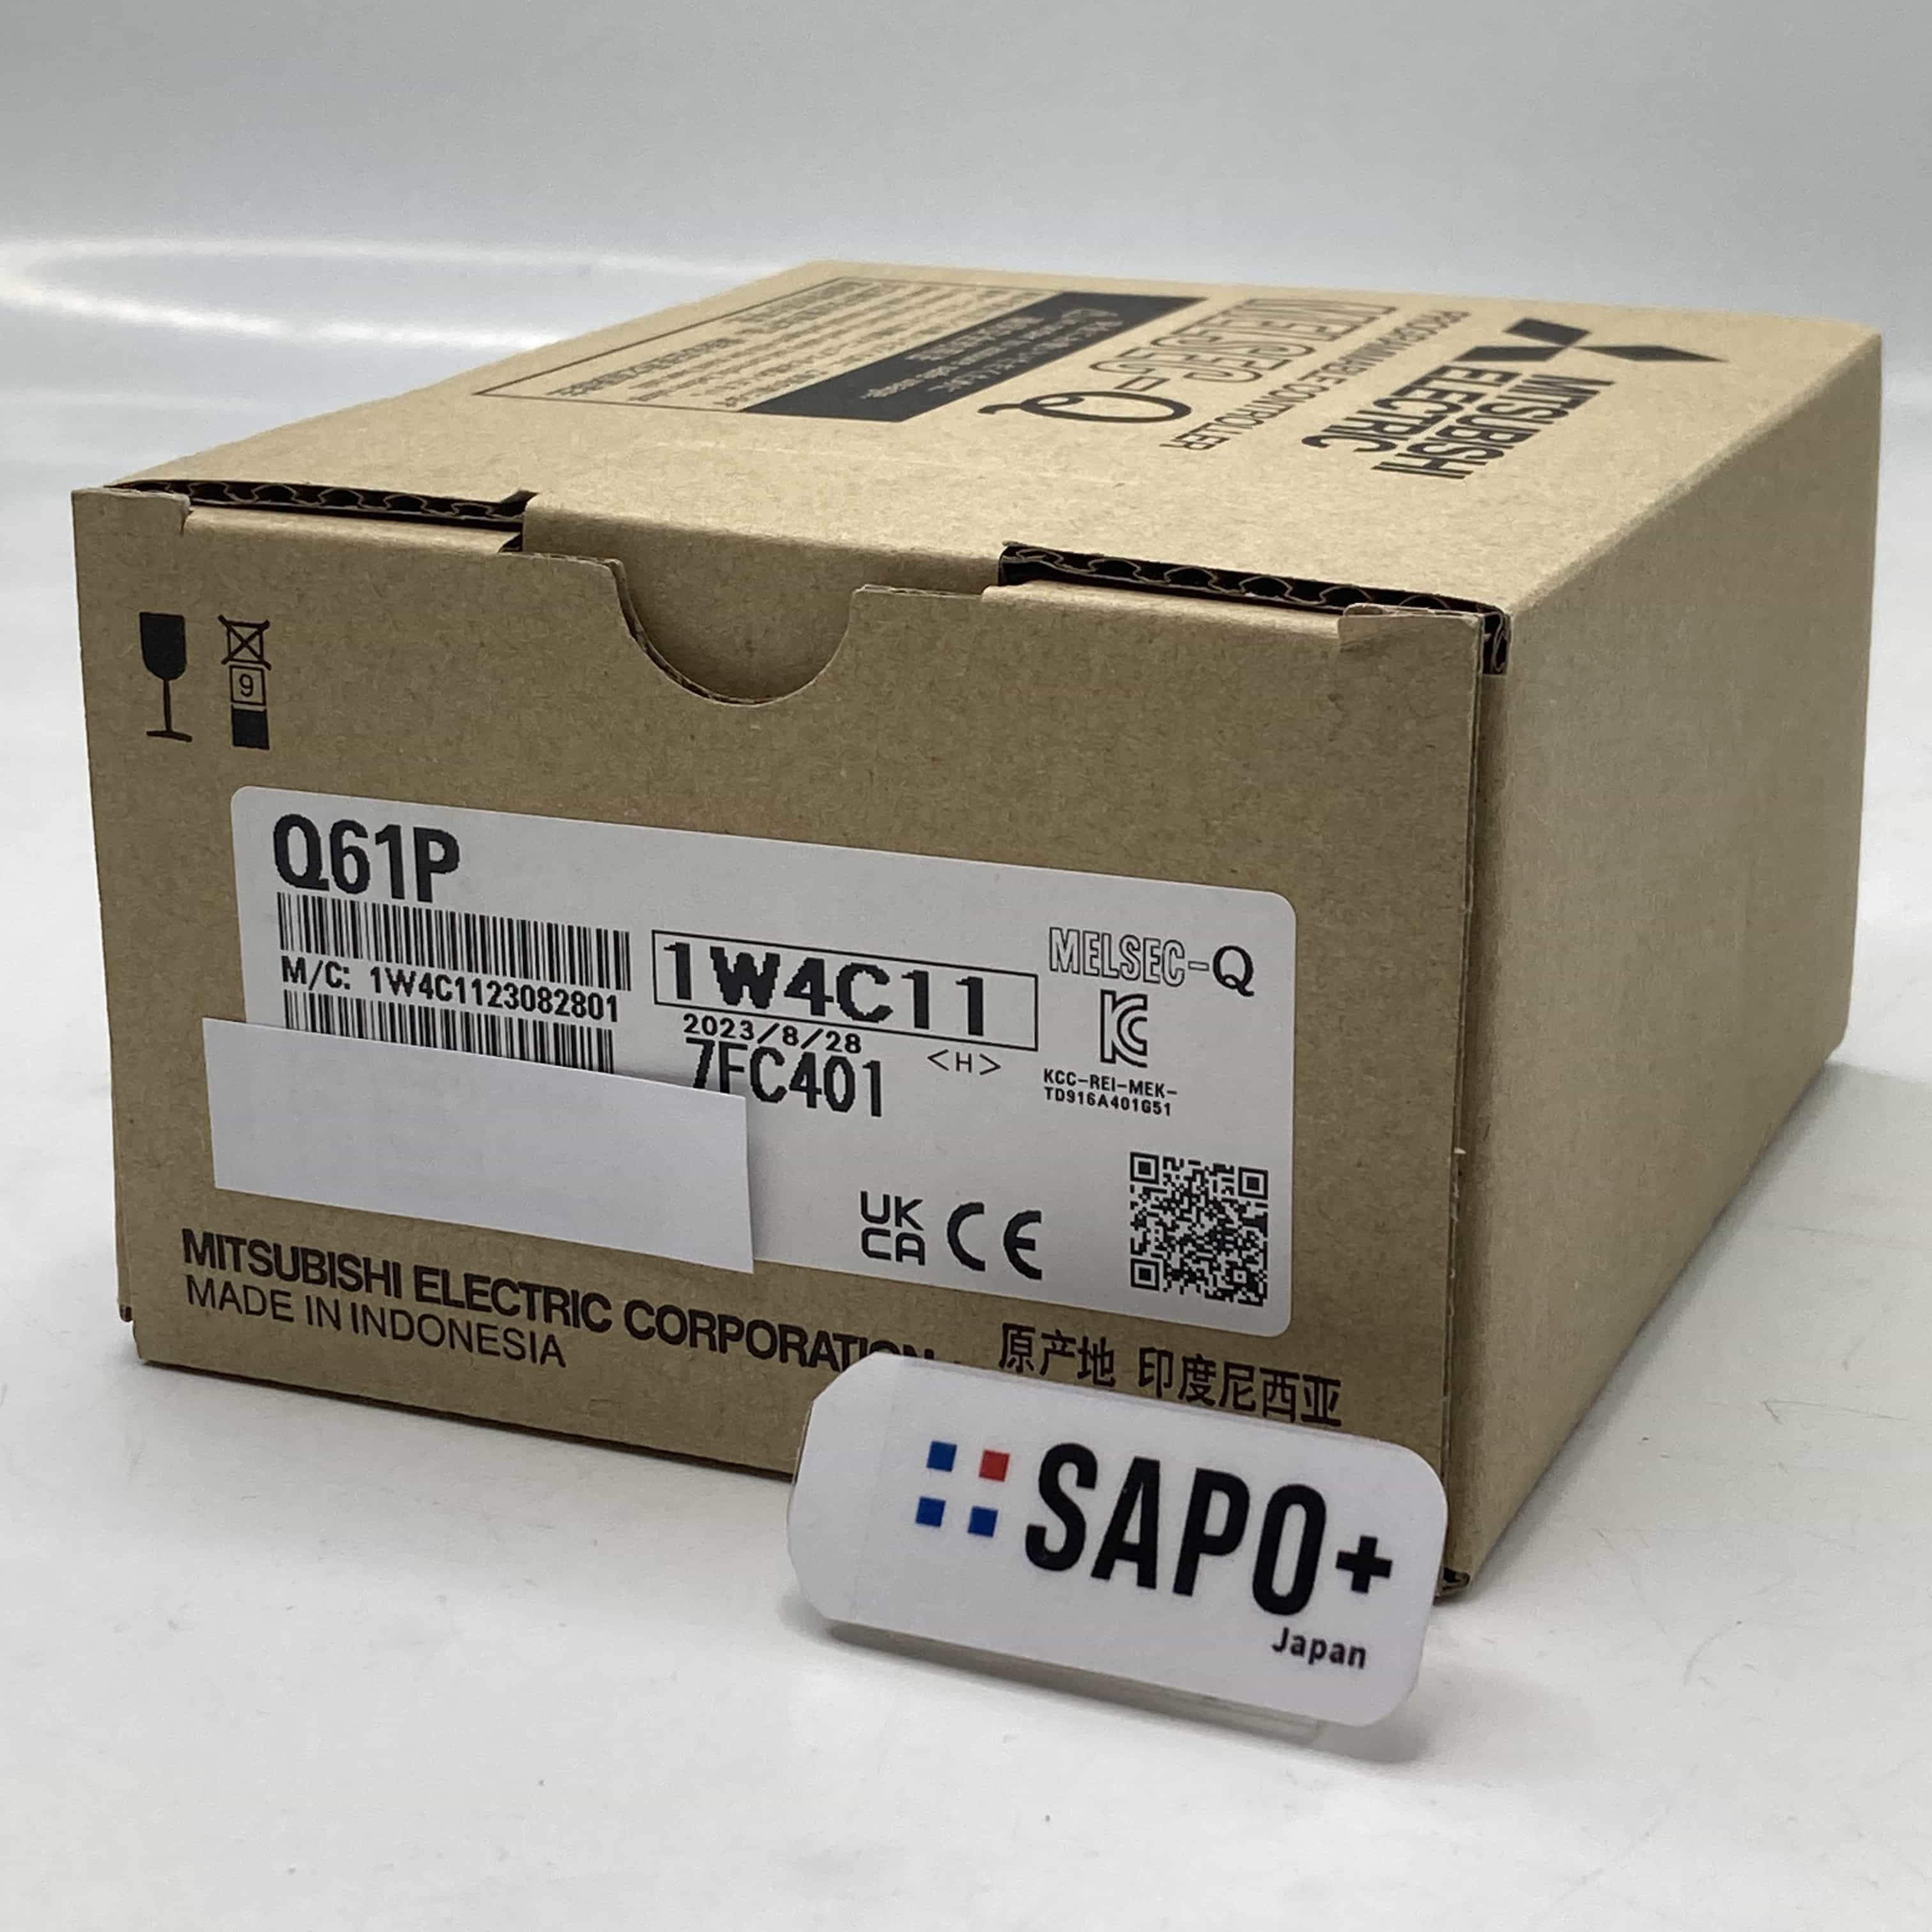 MITSUBISHI
ELECTRIC
PROGRAMMABLE CONTROLLER
MELSEC-Q
9
Q61P
M/C: 1W4C1123082801
1W4C11
2023/8/28
7FC401
<H>
MELSEC-Q
KCC-REI-MEK-
TD916A401G51
UK
CA CE
MITSUBISHI ELECTRIC CORPORATION
MADE IN INDONESIA
原产地 印度尼西亚
SAPO+
Japan